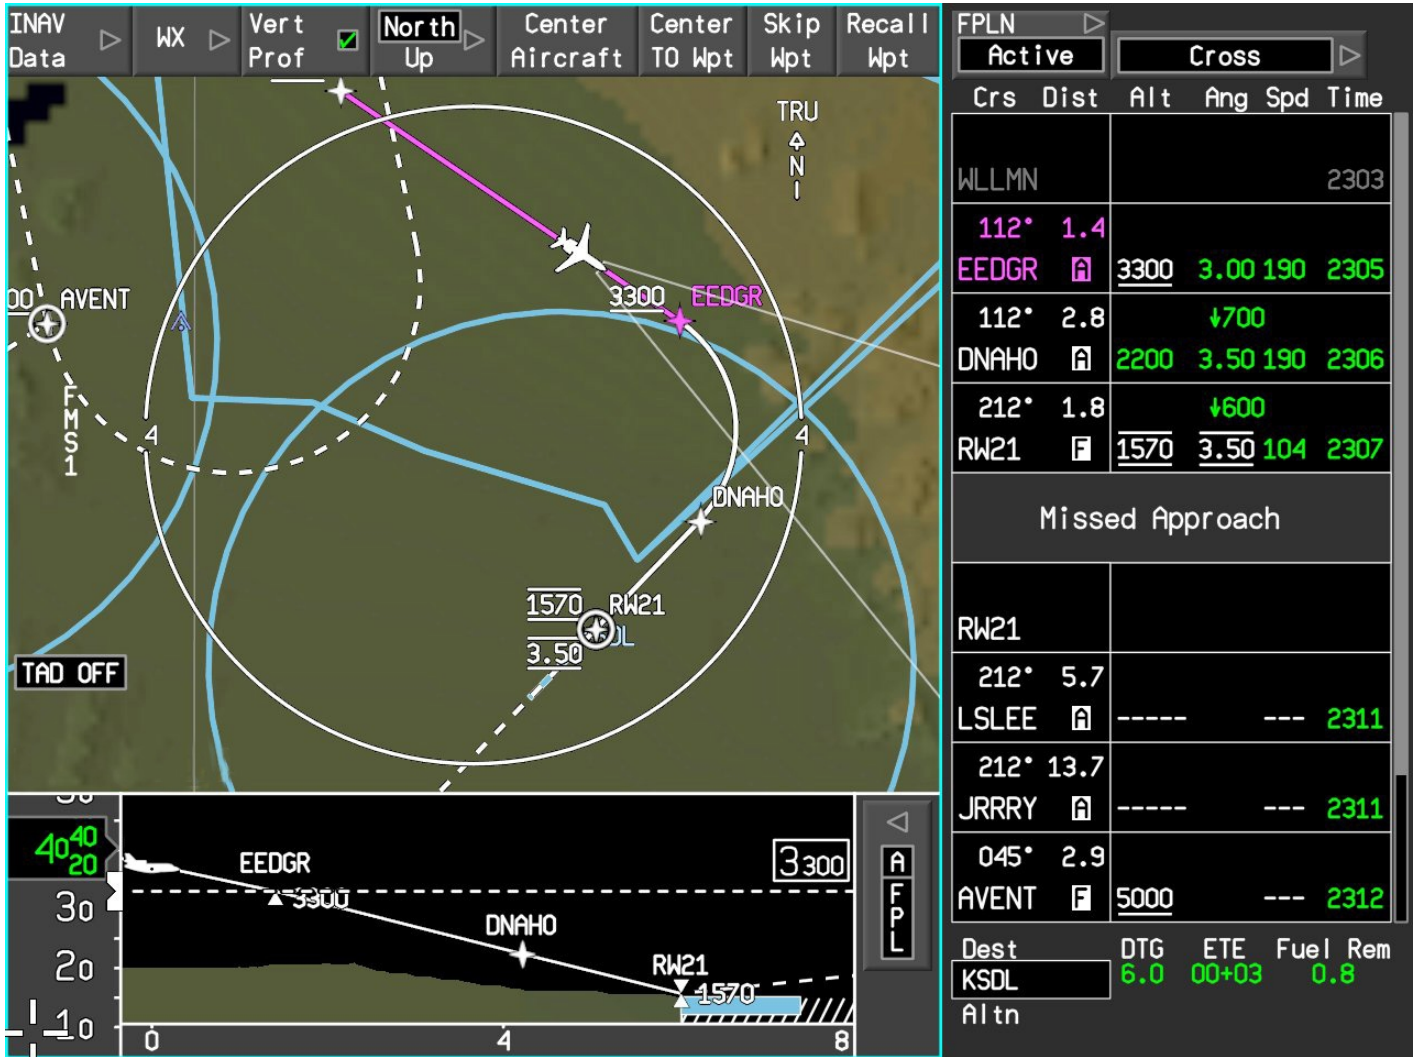 INAV
Data
WX
Vert
Prof
North
Up
Center
Aircraft
Center
TO Wpt
Skip
Wpt
Recall
Wpt
TRU
N
AVENT
FMS1
3300 EEDGR
4
4
DNAHO
1570 RW21
3.50
TAD OFF
4040
20
30
20
10
EEDGR
3300
DNAHO
RW21
1570
3300
0 4 8
A
FPL
FPLN
Active
Cross
Crs Dist Alt Ang Spd Time
WLLMN 2303
112° 1.4
EEDGR A 3300 3.00 190 2305
112° 2.8 ↓700
DNAHO A 2200 3.50 190 2306
212° 1.8 ↓600
RW21 F 1570 3.50 104 2307
Missed Approach
RW21
212° 5.7
LSLEE A ----- --- 2311
212° 13.7
JRRRY A ----- --- 2311
045° 2.9
AVENT F 5000 --- 2312
Dest DTG ETE Fuel Rem
KSDL 6.0 00+03 0.8
Altn